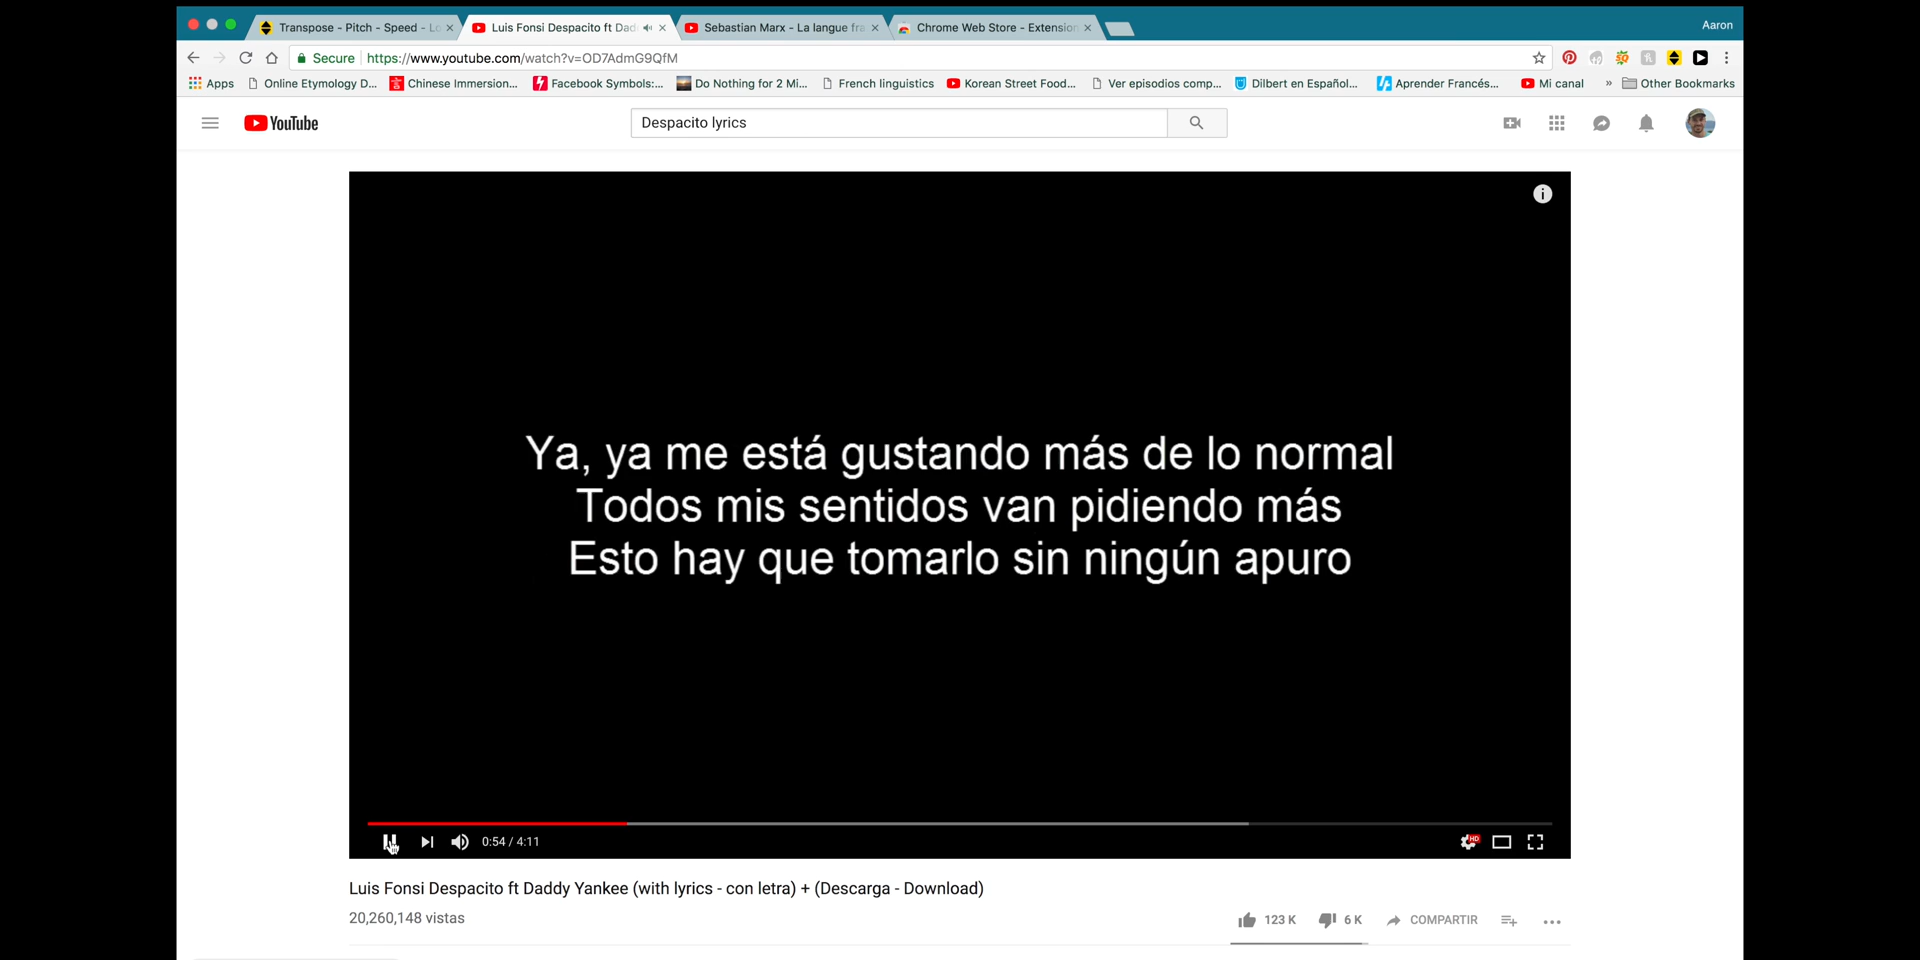 Transpose - Pitch - Speed - Lo
Luis Fonsi Despacito ft Dad
Sebastian Marx - La langue fra
Chrome Web Store - Extension
Aaron
Secure
https://www.youtube.com/watch?v=OD7AdmG9QfM
Apps
Online Etymology D...
Chinese Immersion...
Facebook Symbols:...
Do Nothing for 2 Mi...
French linguistics
Korean Street Food...
Ver episodios comp...
Dilbert en Español...
Aprender Francés...
Mi canal
»
Other Bookmarks
YouTube
Despacito lyrics
Ya, ya me está gustando más de lo normal
Todos mis sentidos van pidiendo más
Esto hay que tomarlo sin ningún apuro
0:54 / 4:11
HD
Luis Fonsi Despacito ft Daddy Yankee (with lyrics - con letra) + (Descarga - Download)
20,260,148 vistas
123 K
6 K
COMPARTIR